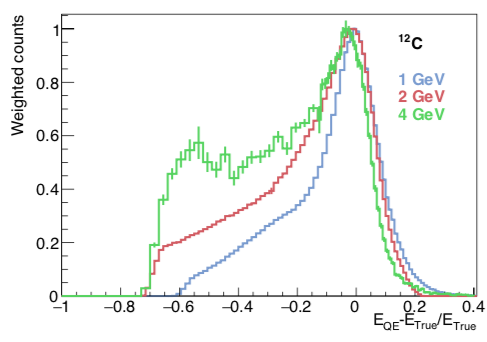 Weighted counts
1
0.8
0.6
0.4
0.2
0
¹²C
1 GeV
2 GeV
4 GeV
−1 −0.8 −0.6 −0.4 −0.2 0 0.2 0.4
E_QE-E_True/E_True